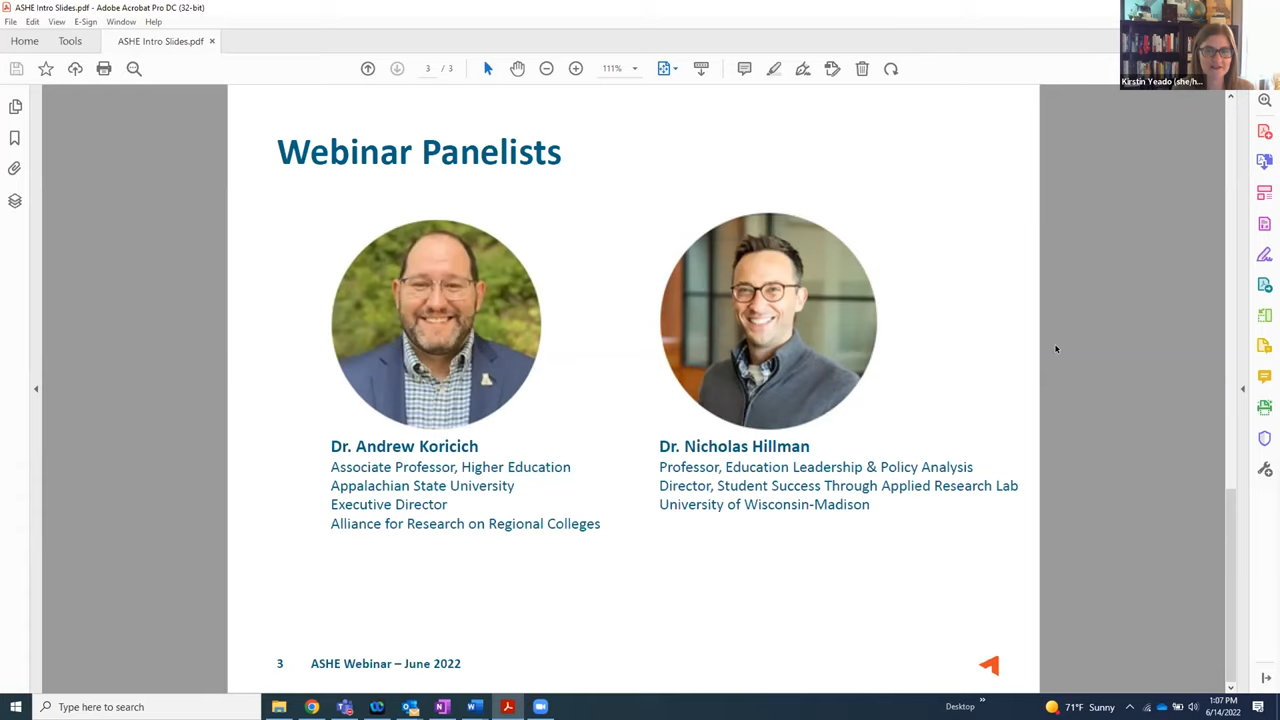 ASHE Intro Slides.pdf - Adobe Acrobat Pro DC (32-bit)
File Edit View E-Sign Window Help
Home Tools ASHE Intro Slides.pdf ×
3 / 3 111%
Kirstin Yeado (she/h...
Webinar Panelists
Dr. Andrew Koricich
Associate Professor, Higher Education
Appalachian State University
Executive Director
Alliance for Research on Regional Colleges
Dr. Nicholas Hillman
Professor, Education Leadership & Policy Analysis
Director, Student Success Through Applied Research Lab
University of Wisconsin-Madison
3 ASHE Webinar – June 2022
Type here to search
Desktop
71°F Sunny
1:07 PM
6/14/2022